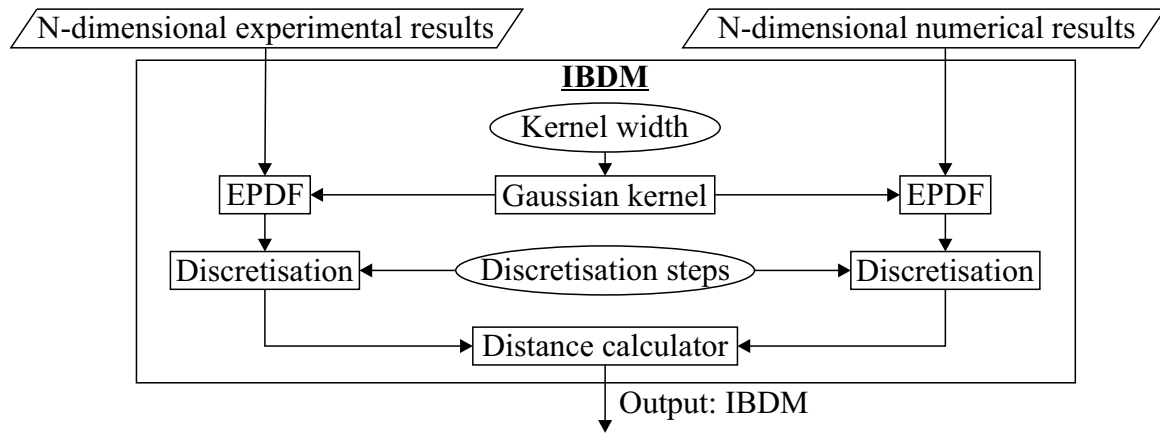 N-dimensional experimental results
N-dimensional numerical results
IBDM
Kernel width
EPDF
Gaussian kernel
EPDF
Discretisation
Discretisation steps
Discretisation
Distance calculator
Output: IBDM